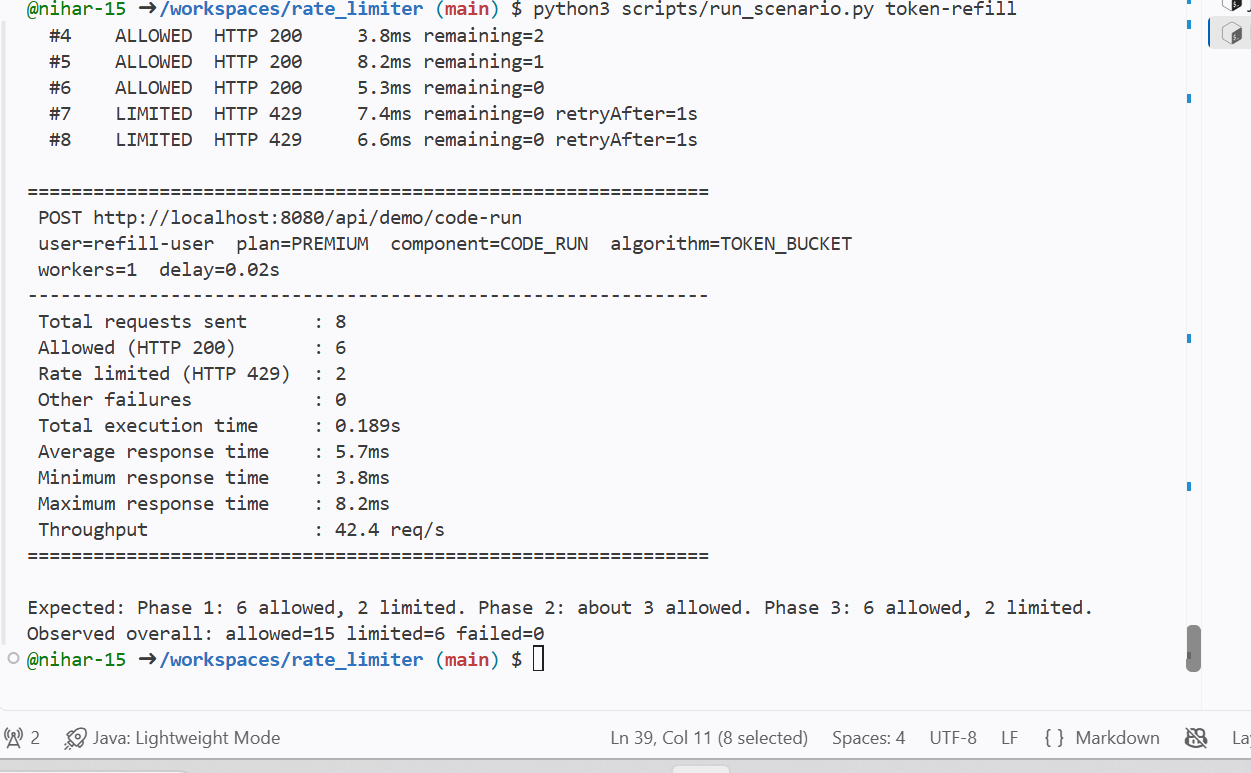 @nihar-15 ➜/workspaces/rate_limiter (main) $ python3 scripts/run_scenario.py token-refill
#4    ALLOWED  HTTP 200     3.8ms remaining=2
#5    ALLOWED  HTTP 200     8.2ms remaining=1
#6    ALLOWED  HTTP 200     5.3ms remaining=0
#7    LIMITED  HTTP 429     7.4ms remaining=0 retryAfter=1s
#8    LIMITED  HTTP 429     6.6ms remaining=0 retryAfter=1s
==============================================================
POST http://localhost:8080/api/demo/code-run
user=refill-user  plan=PREMIUM  component=CODE_RUN  algorithm=TOKEN_BUCKET
workers=1  delay=0.02s
--------------------------------------------------------------
Total requests sent      : 8
Allowed (HTTP 200)       : 6
Rate limited (HTTP 429)  : 2
Other failures           : 0
Total execution time     : 0.189s
Average response time    : 5.7ms
Minimum response time    : 3.8ms
Maximum response time    : 8.2ms
Throughput               : 42.4 req/s
==============================================================
Expected: Phase 1: 6 allowed, 2 limited. Phase 2: about 3 allowed. Phase 3: 6 allowed, 2 limited.
Observed overall: allowed=15 limited=6 failed=0
@nihar-15 ➜/workspaces/rate_limiter (main) $
2 Java: Lightweight Mode Ln 39, Col 11 (8 selected) Spaces: 4 UTF-8 LF { } Markdown